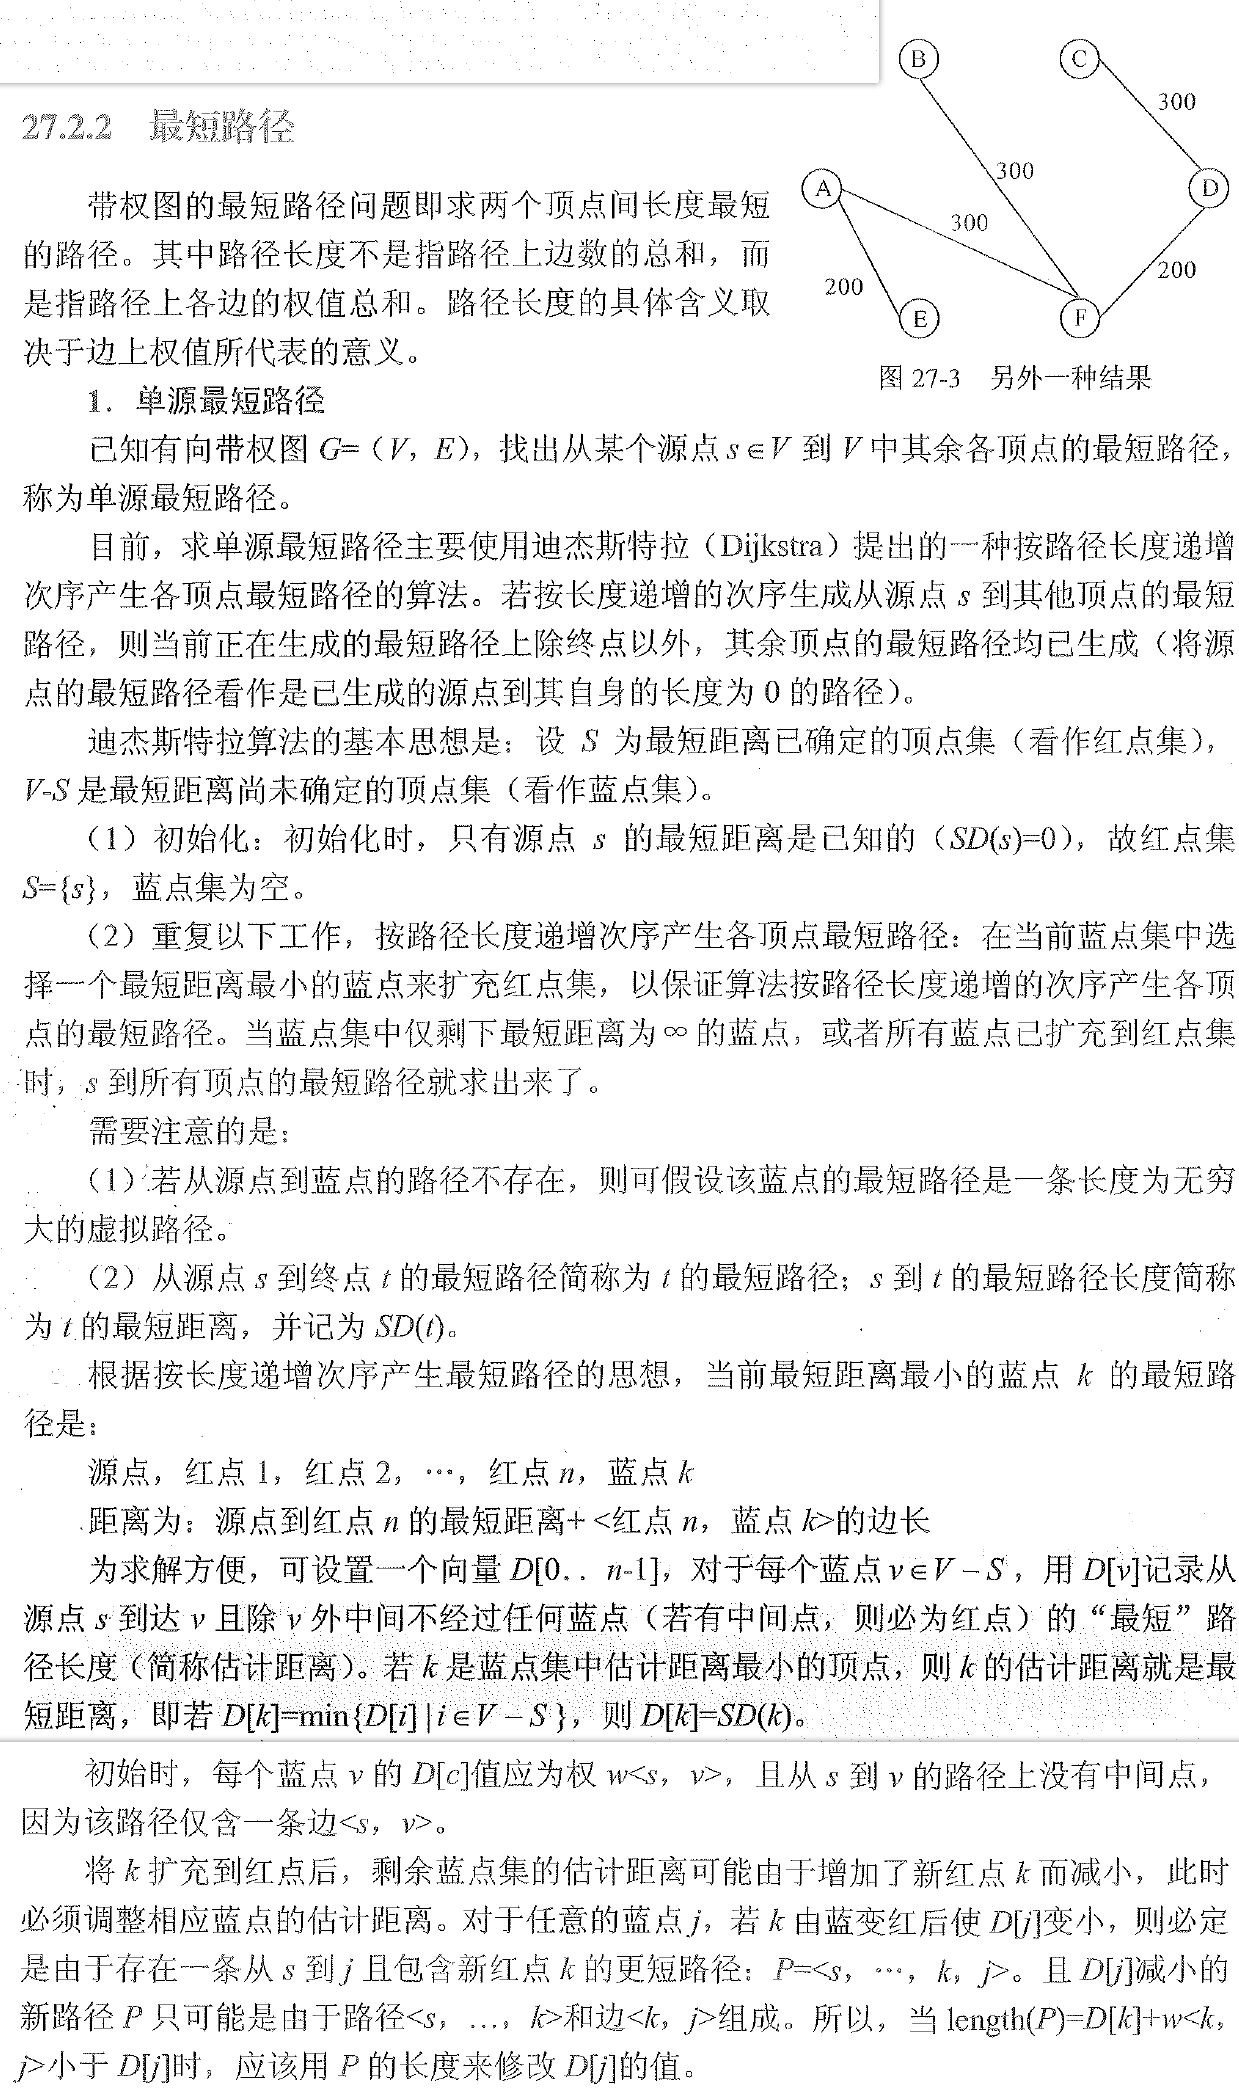 27.2.2 最短路径
带权图的最短路径问题即求两个顶点间长度最短
的路径。其中路径长度不是指路径上边数的总和，而
是指路径上各边的权值总和。路径长度的具体含义取
决于边上权值所代表的意义。
B
C
300
A
300
D
300
200
200
E
F
图 27-3 另外一种结果
1．单源最短路径
已知有向带权图 G=（V，E），找出从某个源点 s∈V 到 V 中其余各顶点的最短路径，
称为单源最短路径。
目前，求单源最短路径主要使用迪杰斯特拉（Dijkstra）提出的一种按路径长度递增
次序产生各顶点最短路径的算法。若按长度递增的次序生成从源点 s 到其他顶点的最短
路径，则当前正在生成的最短路径上除终点以外，其余顶点的最短路径均已生成（将源
点的最短路径看作是已生成的源点到其自身的长度为 0 的路径）。
迪杰斯特拉算法的基本思想是：设 S 为最短距离已确定的顶点集（看作红点集），
V-S 是最短距离尚未确定的顶点集（看作蓝点集）。
（1）初始化：初始化时，只有源点 s 的最短距离是已知的（SD(s)=0），故红点集
S={s}，蓝点集为空。
（2）重复以下工作，按路径长度递增次序产生各顶点最短路径：在当前蓝点集中选
择一个最短距离最小的蓝点来扩充红点集，以保证算法按路径长度递增的次序产生各顶
点的最短路径。当蓝点集中仅剩下最短距离为∞的蓝点，或者所有蓝点已扩充到红点集
时，s 到所有顶点的最短路径就求出来了。
需要注意的是：
（1）若从源点到蓝点的路径不存在，则可假设该蓝点的最短路径是一条长度为无穷
大的虚拟路径。
（2）从源点 s 到终点 t 的最短路径简称为 t 的最短路径；s 到 t 的最短路径长度简称
为 t 的最短距离，并记为 SD(t)。
根据按长度递增次序产生最短路径的思想，当前最短距离最小的蓝点 k 的最短路
径是：
源点，红点 1，红点 2，…，红点 n，蓝点 k
距离为：源点到红点 n 的最短距离+ <红点 n，蓝点 k>的边长
为求解方便，可设置一个向量 D[0．．n-1]，对于每个蓝点 v∈V－S，用 D[v]记录从
源点 s 到达 v 且除 v 外中间不经过任何蓝点（若有中间点，则必为红点）的“最短”路
径长度（简称估计距离）。若 k 是蓝点集中估计距离最小的顶点，则 k 的估计距离就是最
短距离，即若 D[k]=min{D[i] | i∈V－S}，则 D[k]=SD(k)。
初始时，每个蓝点 v 的 D[c]值应为权 w<s，v>，且从 s 到 v 的路径上没有中间点，
因为该路径仅含一条边<s，v>。
将 k 扩充到红点后，剩余蓝点集的估计距离可能由于增加了新红点 k 而减小，此时
必须调整相应蓝点的估计距离。对于任意的蓝点 j，若 k 由蓝变红后使 D[j]变小，则必定
是由于存在一条从 s 到 j 且包含新红点 k 的更短路径：P=<s，…，k，j>。且 D[j]减小的
新路径 P 只可能是由于路径<s，…，k>和边<k，j>组成。所以，当 length(P)=D[k]+w<k，
j>小于 D[j]时，应该用 P 的长度来修改 D[j]的值。